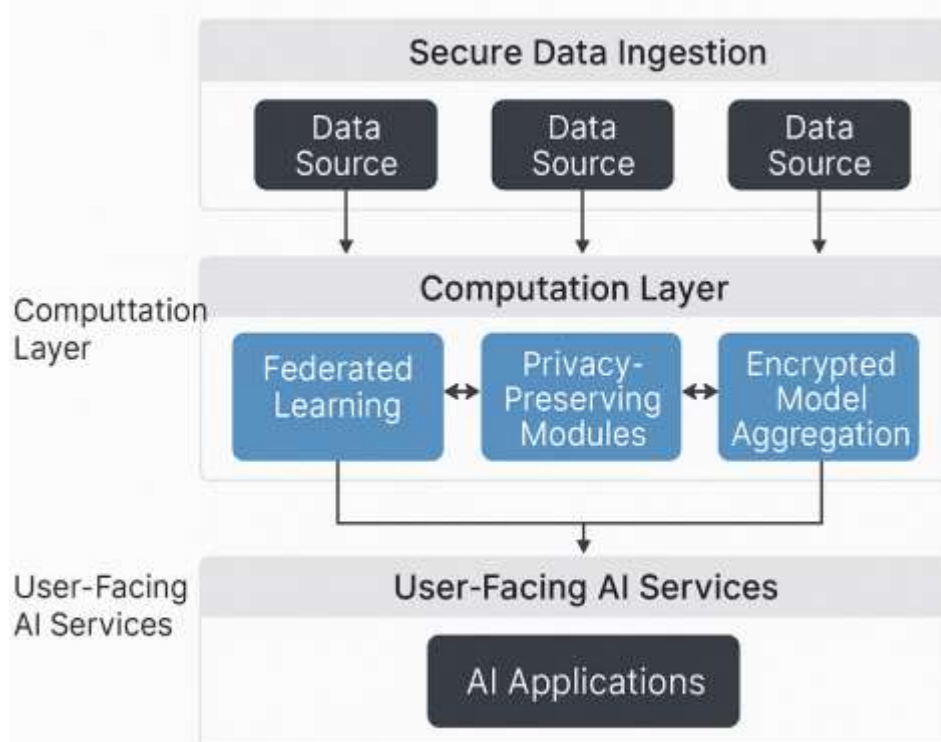 Secure Data Ingestion
Data
Source
Data
Source
Data
Source
Computtation
Layer
Computation Layer
Federated
Learning
Privacy-
Preserving
Modules
Encrypted
Model
Aggregation
User-Facing
AI Services
User-Facing AI Services
AI Applications